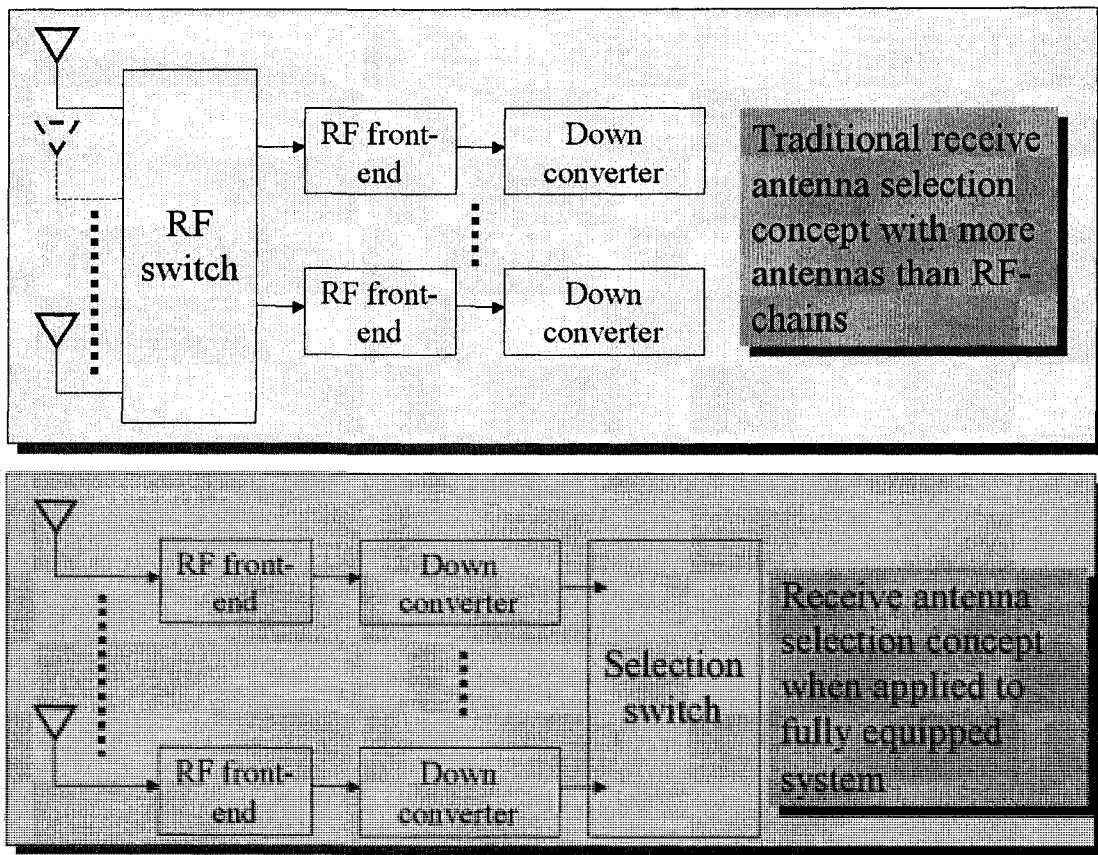 RF switch
RF front-
end
Down
converter
RF front-
end
Down
converter
Traditional receive
antenna selection
concept with more
antennas than RF-
chains
RF front-
end
Down
converter
RF front-
end
Down
converter
Selection
switch
Receive antenna
selection concept
when applied to
fully equipped
system